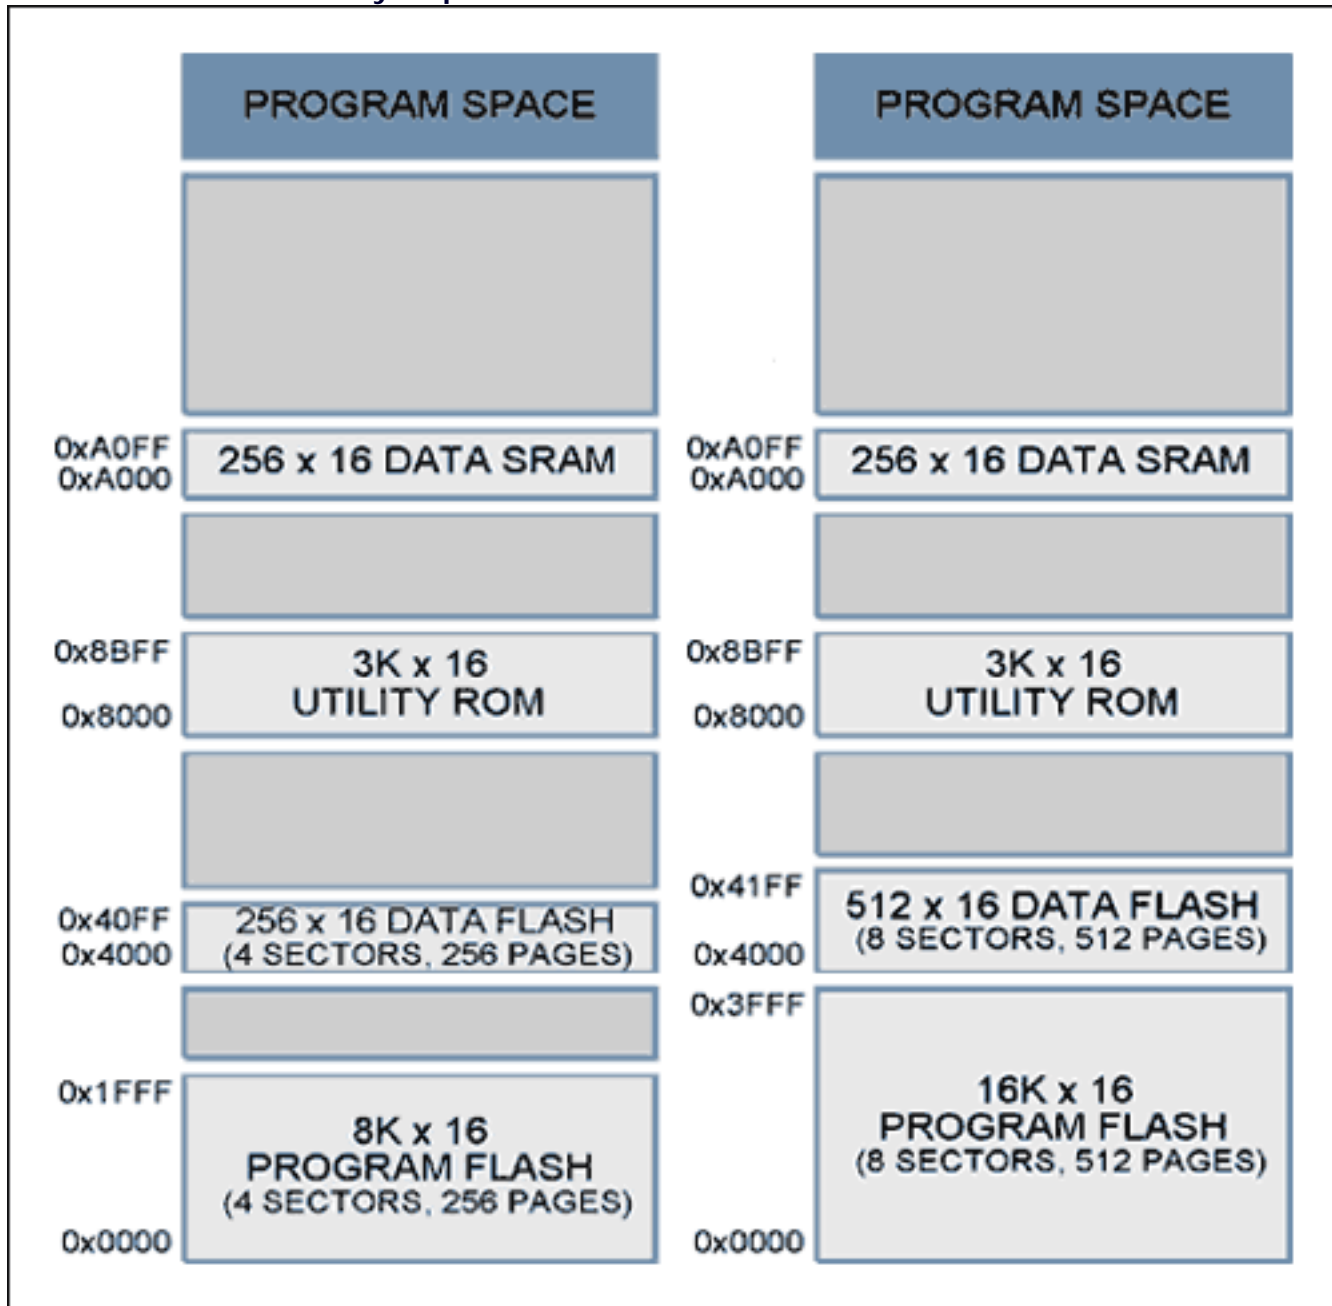 PROGRAM SPACE
0xA0FF
0xA000
256 x 16 DATA SRAM
0x8BFF
0x8000
3K x 16
UTILITY ROM
0x40FF
0x4000
256 x 16 DATA FLASH
(4 SECTORS, 256 PAGES)
0x1FFF
8K x 16
PROGRAM FLASH
(4 SECTORS, 256 PAGES)
0x0000
PROGRAM SPACE
0xA0FF
0xA000
256 x 16 DATA SRAM
0x8BFF
0x8000
3K x 16
UTILITY ROM
0x41FF
0x4000
512 x 16 DATA FLASH
(8 SECTORS, 512 PAGES)
0x3FFF
16K x 16
PROGRAM FLASH
(8 SECTORS, 512 PAGES)
0x0000